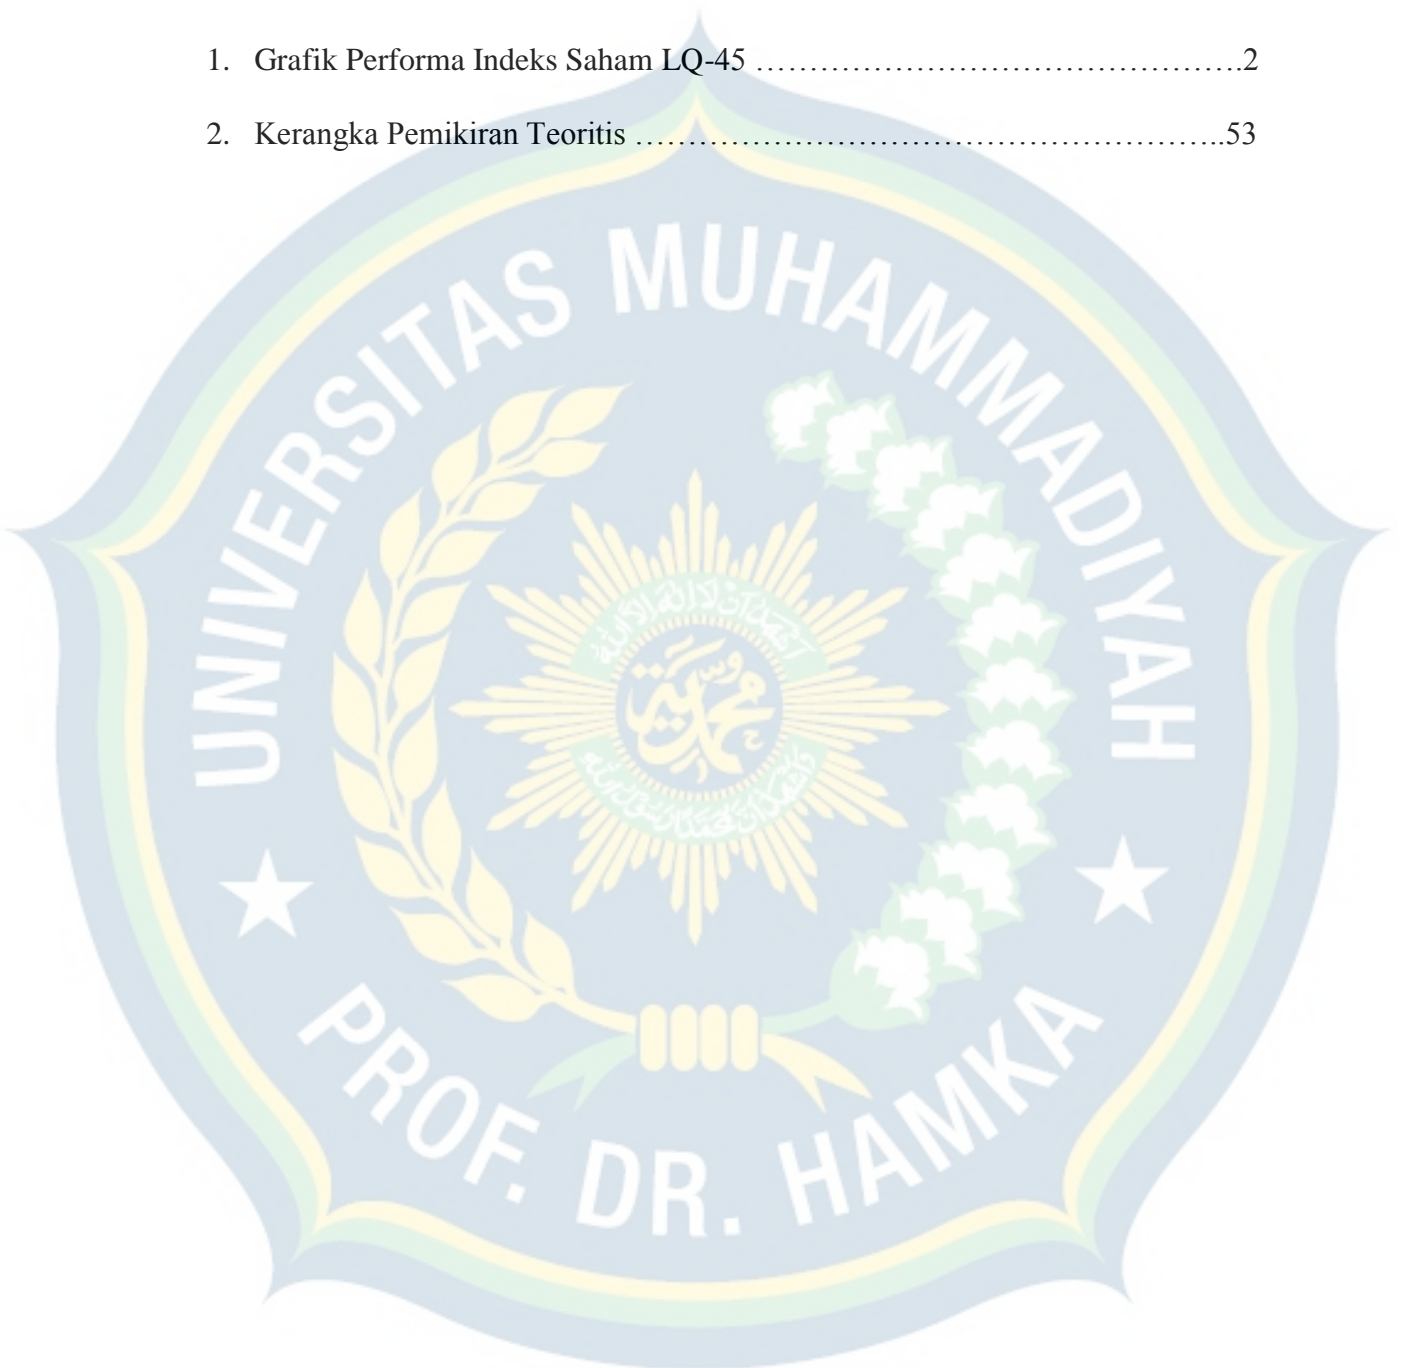 1. Grafik Performa Indeks Saham LQ-45 ……………………………………….2
2. Kerangka Pemikiran Teoritis ………………………………………………..53
UNIVERSITAS MUHAMMADIYAH
PROF. DR. HAMKA